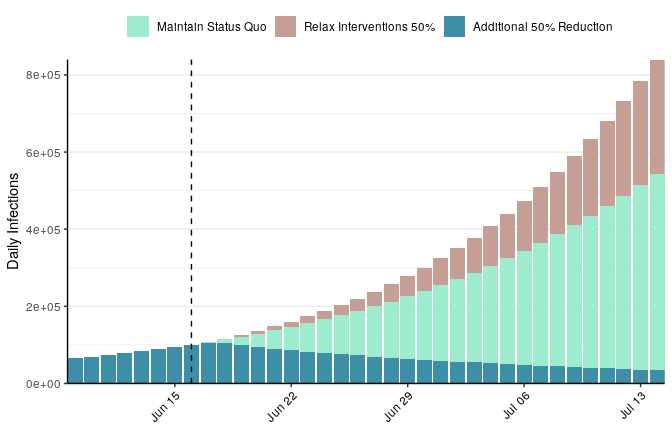 Maintain Status Quo Relax Interventions 50% Additional 50% Reduction
8e+05
6e+05
4e+05
2e+05
0e+00
Daily Infections
Jun 15 Jun 22 Jun 29 Jul 06 Jul 13